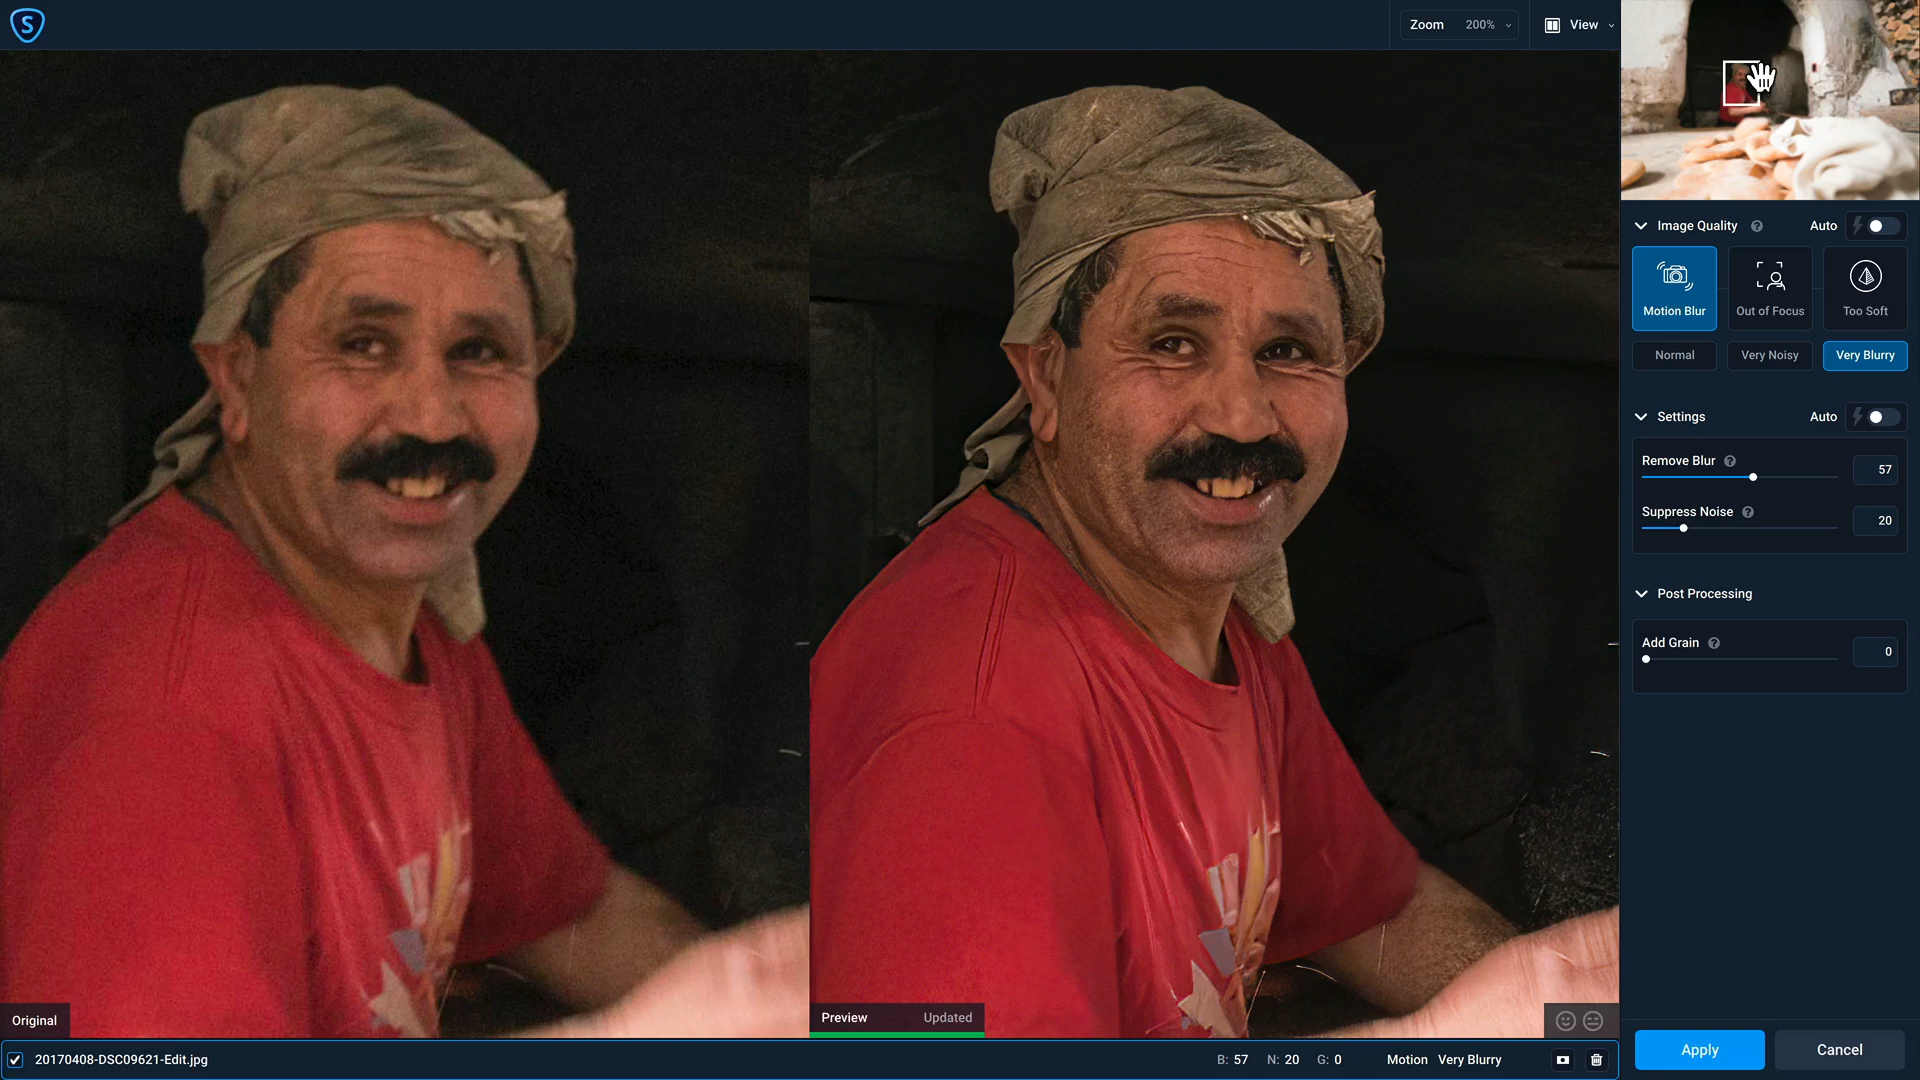 S
Zoom 200%
View
Image Quality ? Auto
Motion Blur
Out of Focus
Too Soft
Normal
Very Noisy
Very Blurry
Settings Auto
Remove Blur ? 57
Suppress Noise ? 20
Post Processing
Add Grain ? 0
Original
Preview Updated
20170408-DSC09621-Edit.jpg B: 57 N: 20 G: 0 Motion Very Blurry
Apply
Cancel